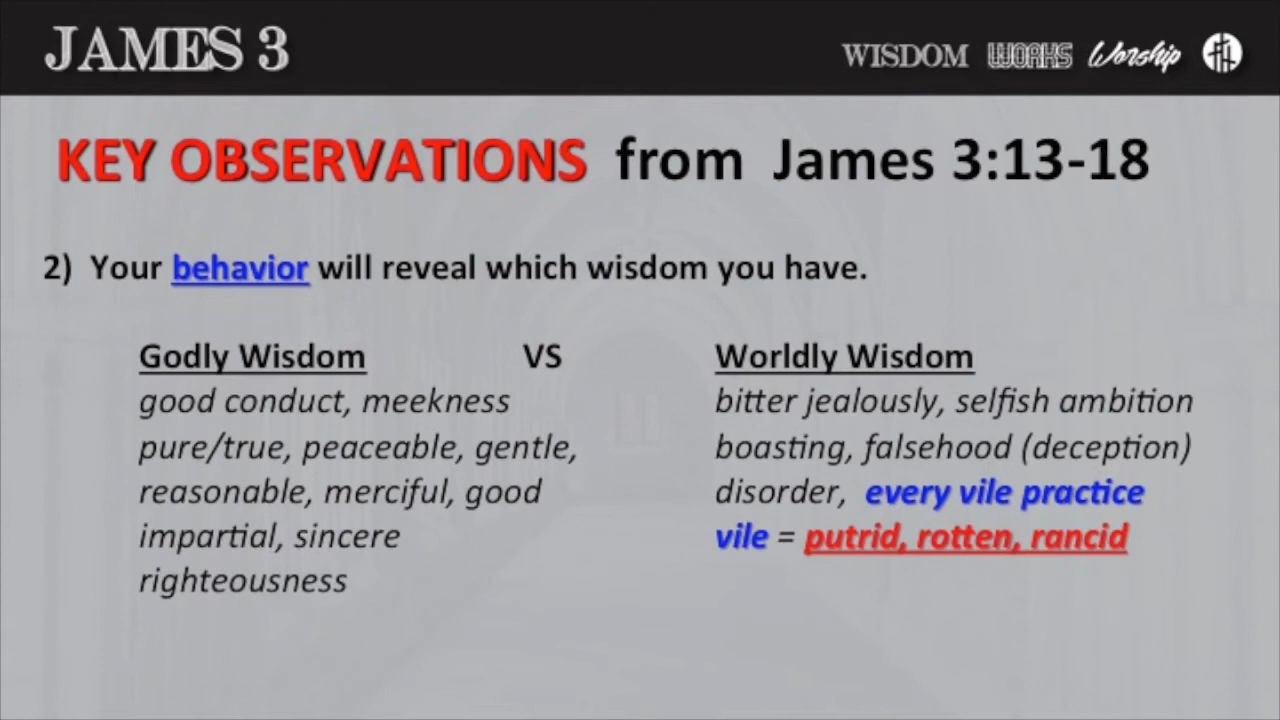 JAMES 3
WISDOM WORKS Worship
KEY OBSERVATIONS from James 3:13-18
2) Your behavior will reveal which wisdom you have.
Godly Wisdom VS Worldly Wisdom
good conduct, meekness
pure/true, peaceable, gentle,
reasonable, merciful, good
impartial, sincere
righteousness
bitter jealously, selfish ambition
boasting, falsehood (deception)
disorder, every vile practice
vile = putrid, rotten, rancid